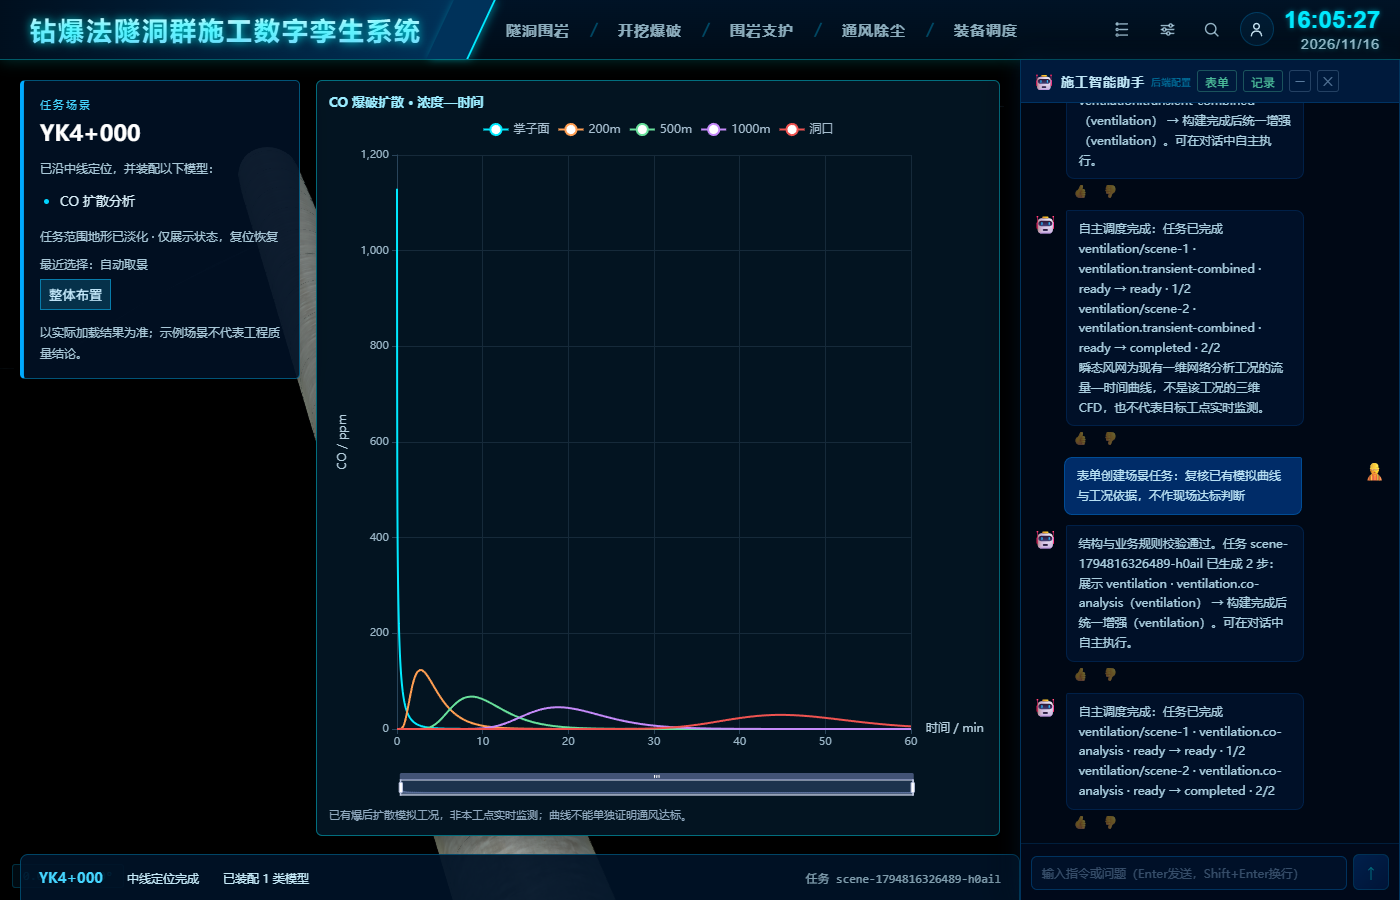 钻爆法隧洞群施工数字孪生系统
隧洞围岩 / 开挖爆破 / 围岩支护 / 通风除尘 / 装备调度
16:05:27
2026/11/16
任务场景
YK4+000
已沿中线定位，并装配以下模型：
• CO 扩散分析
任务范围地形已淡化 · 仅展示状态，复位恢复
最近选择：自动取景
整体布置
以实际加载结果为准；示例场景不代表工程质
量结论。
CO 爆破扩散 • 浓度—时间
掌子面 200m 500m 1000m 洞口
1,200
1,000
800
600
400
200
0
CO / ppm
0 10 20 30 40 50 60
时间 / min
已有爆后扩散模拟工况，非本工点实时监测；曲线不能单独证明通风达标。
YK4+000 中线定位完成 已装配 1 类模型 任务 scene-1794816326489-h0ail
施工智能助手 后端配置 表单 记录
ventilation.transient-combined
（ventilation） → 构建完成后统一增强
（ventilation）。可在对话中自主执
行。
自主调度完成：任务已完成
ventilation/scene-1 ·
ventilation.transient-combined ·
ready → ready · 1/2
ventilation/scene-2 ·
ventilation.transient-combined ·
ready → completed · 2/2
瞬态风网为现有一维网络分析工况的流
量—时间曲线，不是该工况的三维
CFD，也不代表目标工点实时监测。
表单创建场景任务：复核已有模拟曲线
与工况依据，不作现场达标判断
结构与业务规则校验通过。任务 scene-
1794816326489-h0ail 已生成 2 步：
展示 ventilation · ventilation.co-
analysis（ventilation） → 构建完成后
统一增强（ventilation）。可在对话中
自主执行。
自主调度完成：任务已完成
ventilation/scene-1 · ventilation.co-
analysis · ready → ready · 1/2
ventilation/scene-2 · ventilation.co-
analysis · ready → completed · 2/2
输入指令或问题（Enter发送，Shift+Enter换行）